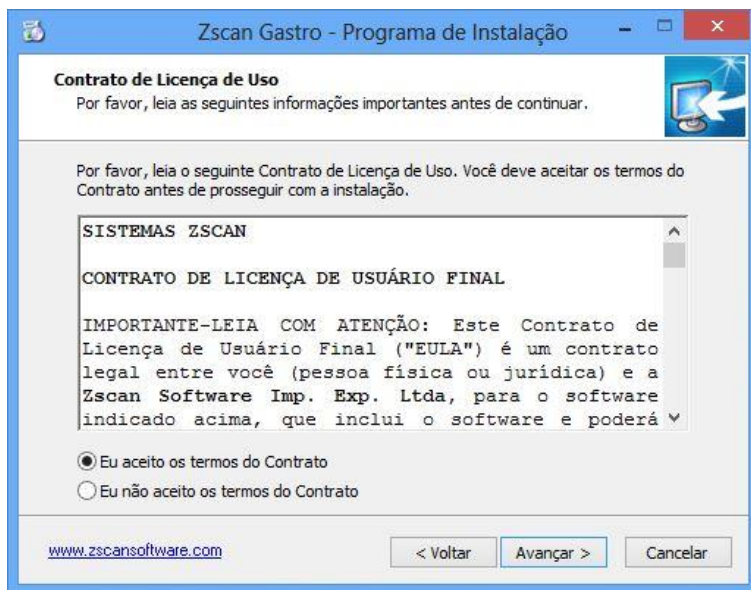 Zscan Gastro - Programa de Instalação
Contrato de Licença de Uso
Por favor, leia as seguintes informações importantes antes de continuar.
Por favor, leia o seguinte Contrato de Licença de Uso. Você deve aceitar os termos do
Contrato antes de prosseguir com a instalação.
SISTEMAS ZSCAN
CONTRATO DE LICENÇA DE USUÁRIO FINAL
IMPORTANTE-LEIA COM ATENÇÃO: Este Contrato de
Licença de Usuário Final ("EULA") é um contrato
legal entre você (pessoa física ou jurídica) e a
Zscan Software Imp. Exp. Ltda, para o software
indicado acima, que inclui o software e poderá
Eu aceito os termos do Contrato
Eu não aceito os termos do Contrato
www.zscansoftware.com < Voltar Avançar > Cancelar